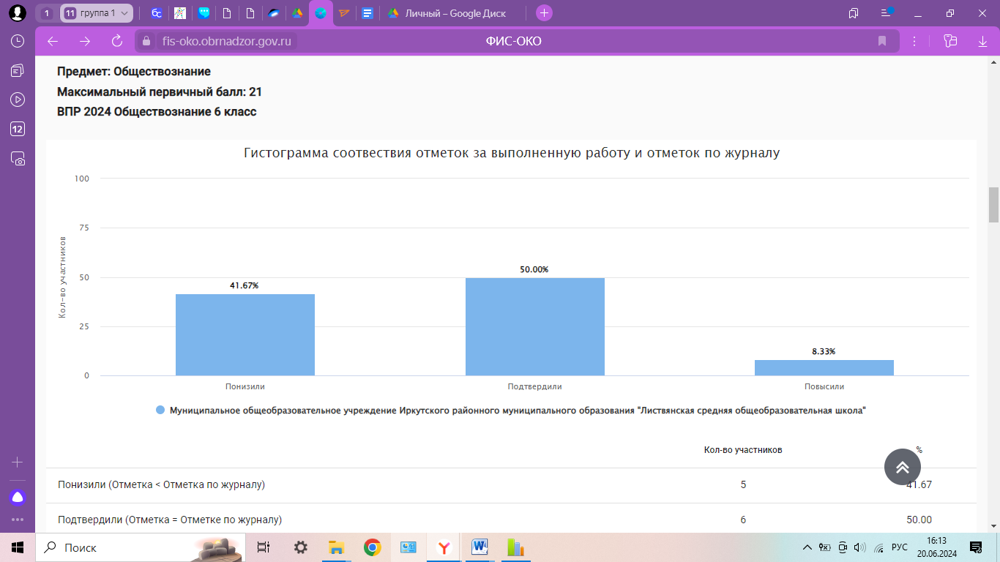 1
11
группа 1
Личный – Google Диск
fis-oko.obrnadzor.gov.ru
ФИС-ОКО
12
Предмет: Обществознание
Максимальный первичный балл: 21
ВПР 2024 Обществознание 6 класс
Гистограмма соотвествия отметок за выполненную работу и отметок по журналу
Кол-во участников
100
75
50
25
0
41.67%
50.00%
8.33%
Понизили
Подтвердили
Повысили
Муниципальное общеобразовательное учреждение Иркутского районного муниципального образования "Листвянская средняя общеобразовательная школа"
Кол-во участников %
Понизили (Отметка < Отметка по журналу) 5 41.67
Подтвердили (Отметка = Отметке по журналу) 6 50.00
Поиск
РУС
16:13
20.06.2024